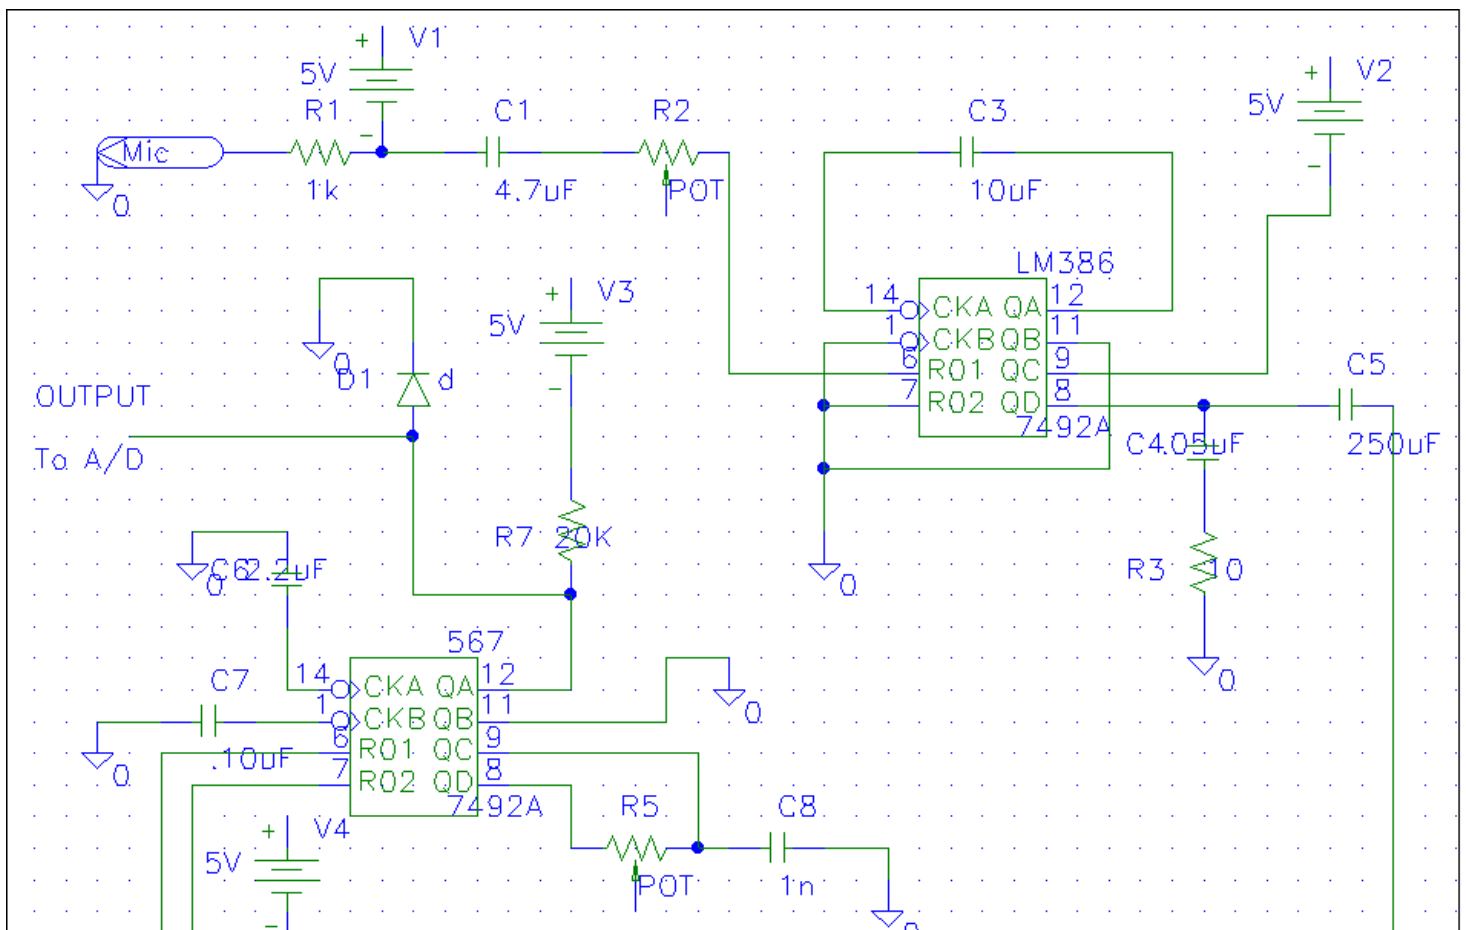 + V1
5V
R1 C1 R2 C3
-
Mic
0
1k 4.7uF POT 10uF
+ V2
5V
-
LM386
14 CKA QA 12
1 CKB QB 11
6 R01 QC 9
7 R02 QD 8
7492A
C5
250uF
C4 .05uF
R3 10
0
0
+ V3
5V
-
0
D1 d
OUTPUT
To A/D
R7 20K
C6 2.2uF
0
567
14 CKA QA 12
1 CKB QB 11
6 R01 QC 9
7 R02 QD 8
7492A
C7
.10uF
0
0
+ V4
5V
-
R5 C8
POT 1n
0